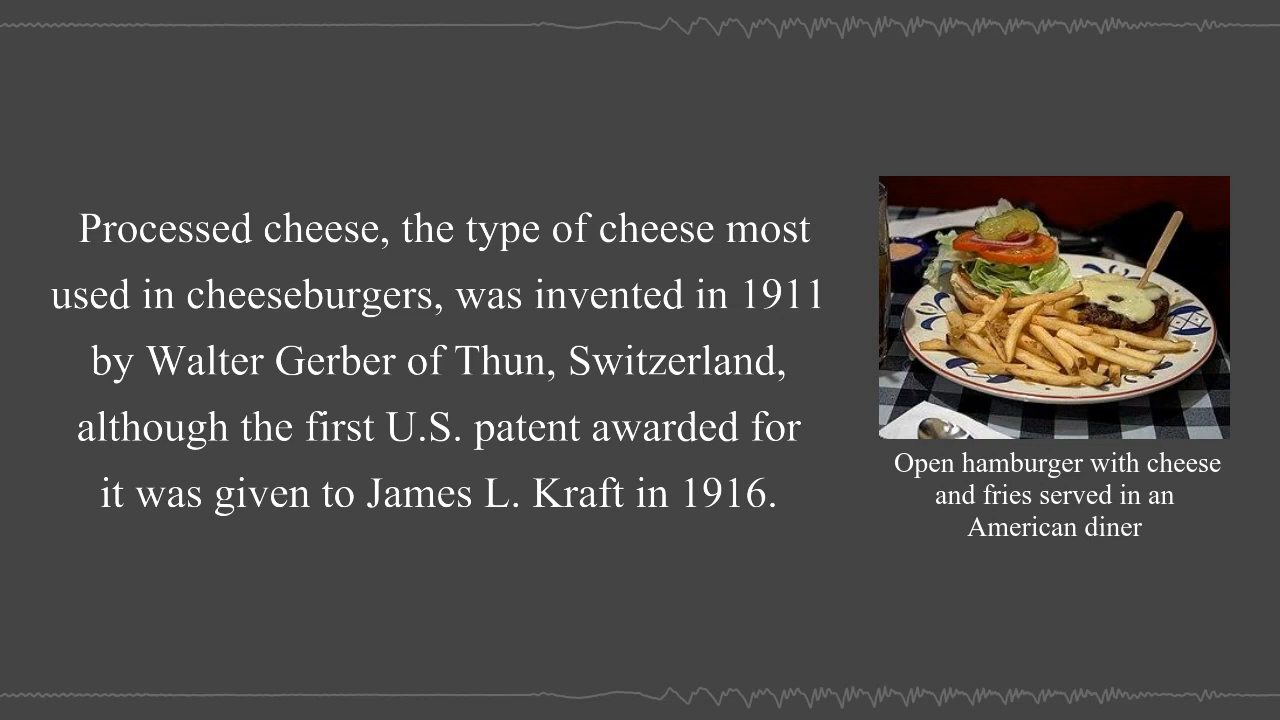 Processed cheese, the type of cheese most
used in cheeseburgers, was invented in 1911
by Walter Gerber of Thun, Switzerland,
although the first U.S. patent awarded for
it was given to James L. Kraft in 1916.
Open hamburger with cheese
and fries served in an
American diner